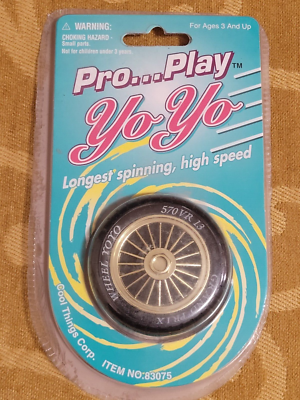 WARNING:
CHOKING HAZARD-
Small parts.
Not for children under 3 years.
For Ages 3 And Up
Pro...Play™
Yo Yo
Longest spinning, high speed
570VR 13
WHEEL YOYO
Cool Things Corp.
ITEM NO:83075